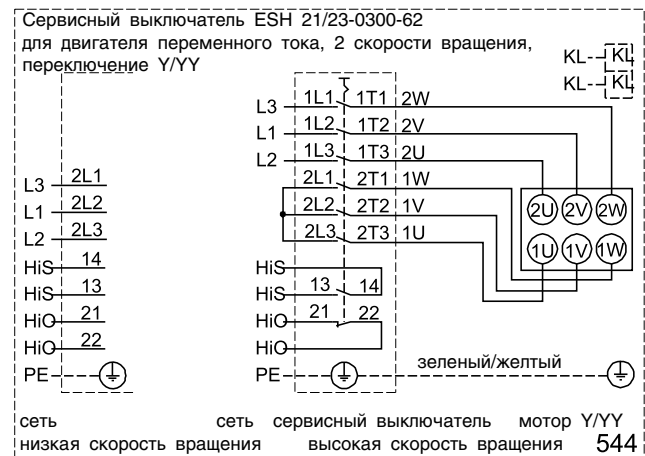 Сервисный выключатель ESH 21/23-0300-62
для двигателя переменного тока, 2 скорости вращения,
переключение Y/YY
KL KL
KL KL
L3 1L1 1T1 2W
L1 1L2 1T2 2V
L2 1L3 1T3 2U
L3 2L1 2L1 2T1 1W
L1 2L2 2L2 2T2 1V
L2 2L3 2L3 2T3 1U
2U 2V 2W
1U 1V 1W
HiS 14 HiS
HiS 13 HiS 13 14
HiO 21 HiO 21 22
HiO 22 HiO
PE PE зеленый/желтый
сеть сеть сервисный выключатель мотор Y/YY
низкая скорость вращения высокая скорость вращения 544